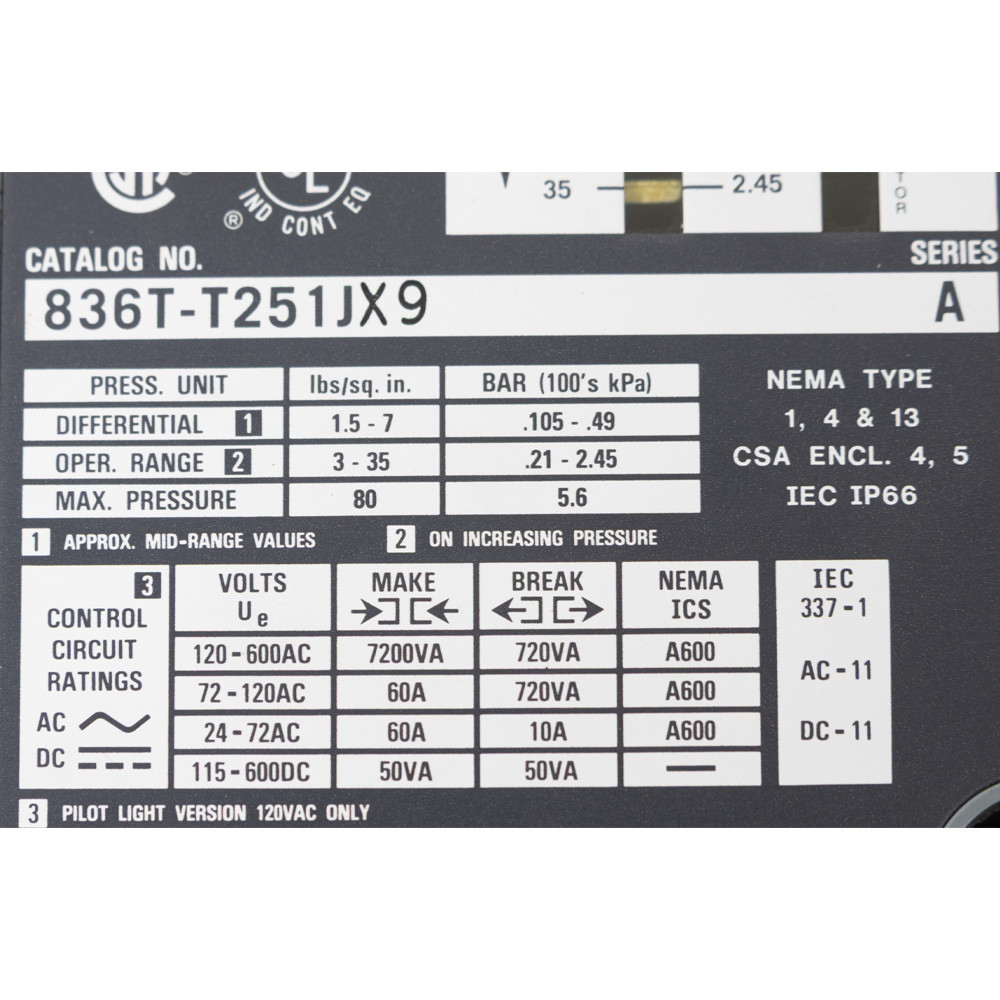 35 2.45
TOR
® IND CONT EQ
CATALOG NO. SERIES
836T-T251JX9 A
PRESS. UNIT lbs/sq. in. BAR (100's kPa)
DIFFERENTIAL 1 1.5 - 7 .105 - .49
OPER. RANGE 2 3 - 35 .21 - 2.45
MAX. PRESSURE 80 5.6
NEMA TYPE
1, 4 & 13
CSA ENCL. 4, 5
IEC IP66
1 APPROX. MID-RANGE VALUES 2 ON INCREASING PRESSURE
3
CONTROL
CIRCUIT
RATINGS
AC
DC
VOLTS Ue MAKE BREAK NEMA ICS
120-600AC 7200VA 720VA A600
72-120AC 60A 720VA A600
24-72AC 60A 10A A600
115-600DC 50VA 50VA —
IEC
337-1
AC-11
DC-11
3 PILOT LIGHT VERSION 120VAC ONLY